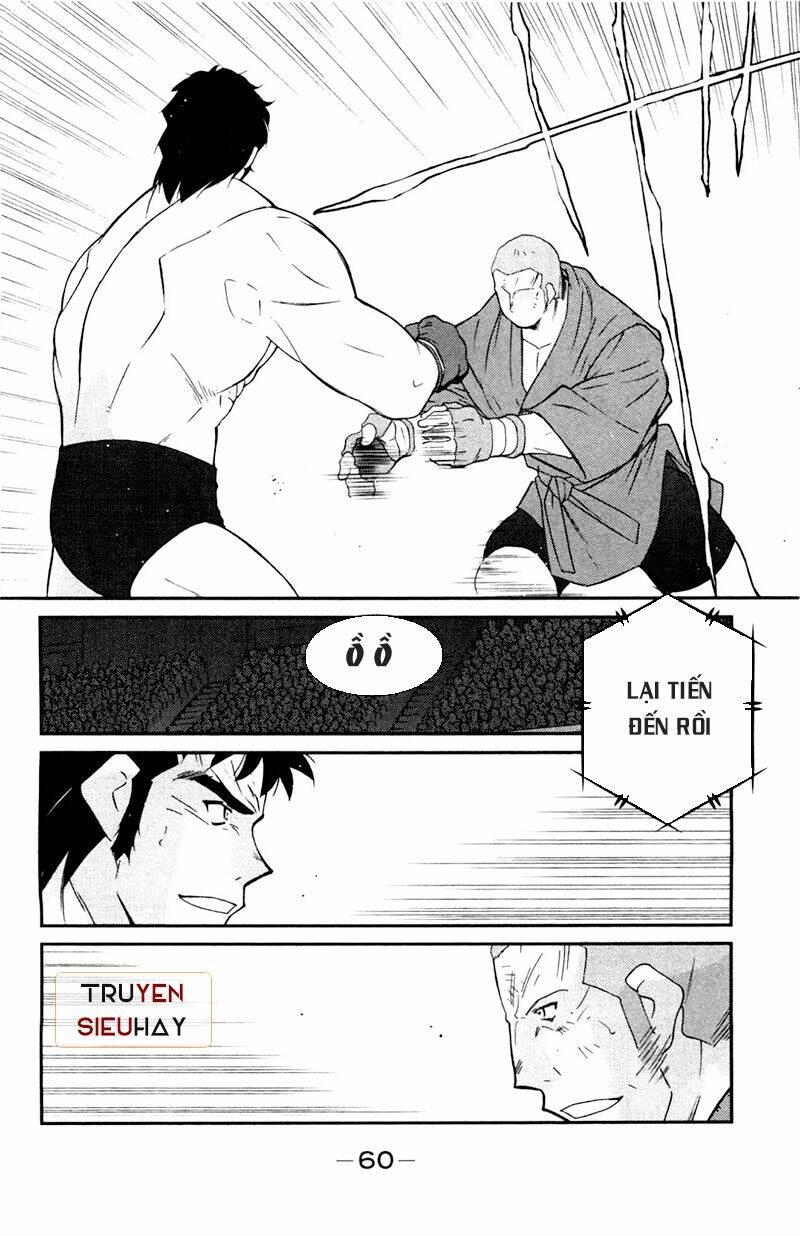 Ồ Ồ
LẠI TIẾN
ĐẾN RỒI
TRUYEN
SIEUHAY
—60—